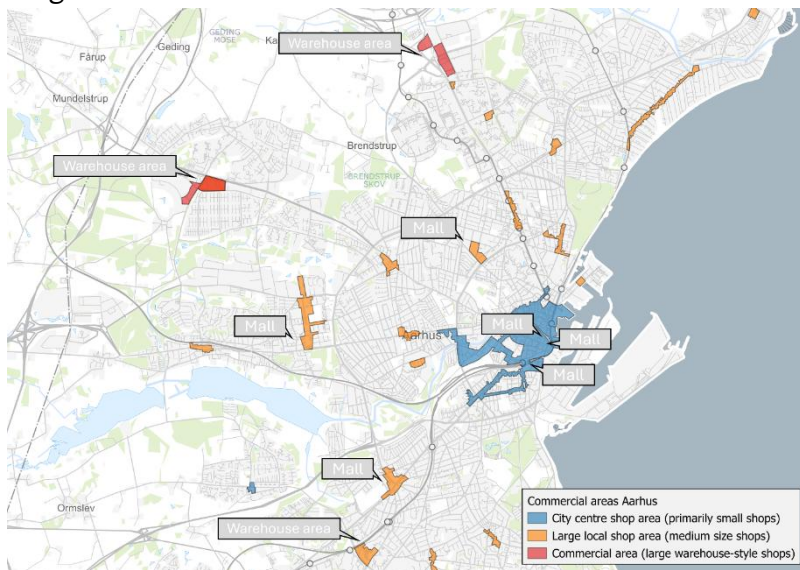 GEDING
MOSE
Ka
Geding
Warehouse area
Fårup
Mundelstrup
Brendstrup
Warehouse area
BRENDSTRUP
SKOV
Mall
Mall
Mall
Aarhus
Mall
Mall
Mall
Ormslev
Warehouse area
Commercial areas Aarhus
City centre shop area (primarily small shops)
Large local shop area (medium size shops)
Commercial area (large warehouse-style shops)